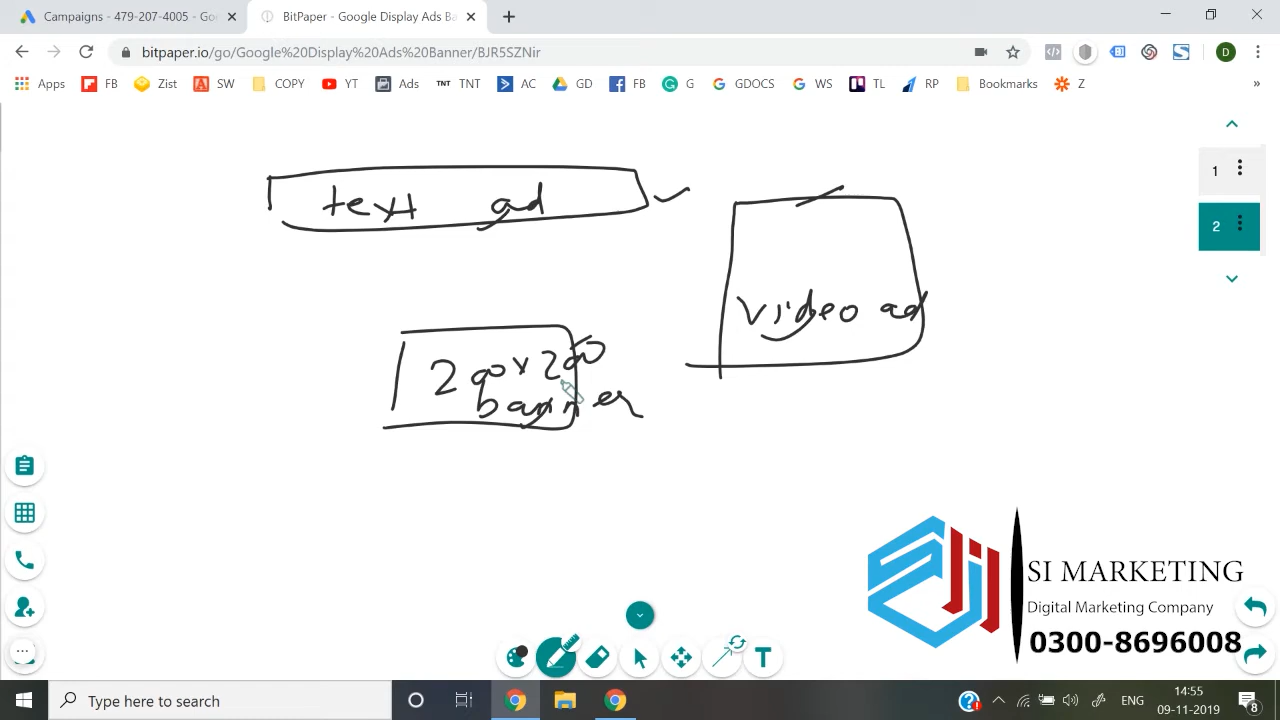 Campaigns - 479-207-4005 - Go
BitPaper - Google Display Ads Ba
bitpaper.io/go/Google%20Display%20Ads%20Banner/BJR5SZNir
D
Apps FB Zist SW COPY YT Ads TNT TNT AC GD FB G GDOCS WS TL RP Bookmarks Z »
1
2
text ad
video ad
200x200
banner
SI MARKETING
Digital Marketing Company
0300-8696008
T
Type here to search
ENG
14:55
09-11-2019
8